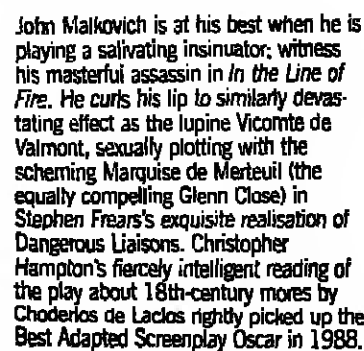 John Malkovich is at his best when he is
playing a salivating insinuator; witness
his masterful assassin in In the Line of
Fire. He curls his lip to similarly devas-
tating effect as the lupine Vicomte de
Valmont, sexually plotting with the
scheming Marquise de Merteuil (the
equally compelling Glenn Close) in
Stephen Frears's exquisite realisation of
Dangerous Liaisons. Christopher
Hampton's fiercely intelligent reading of
the play about 18th-century mores by
Choderlos de Laclos rightly picked up the
Best Adapted Screenplay Oscar in 1988.